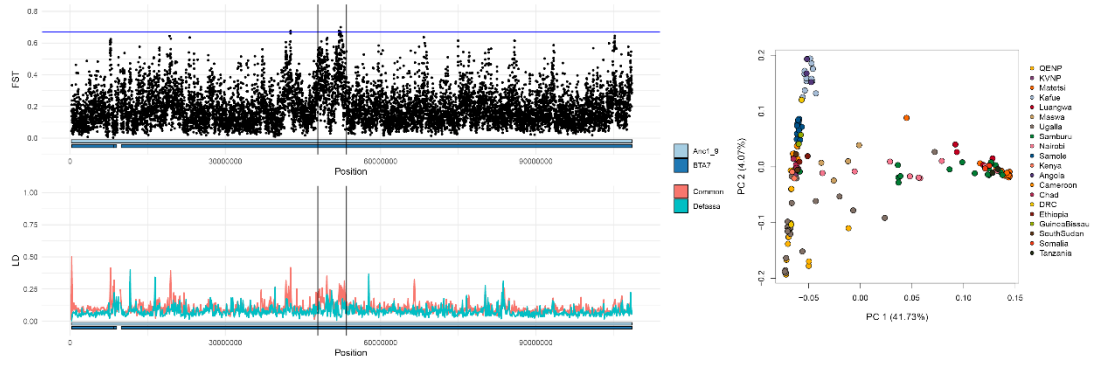 0.8
0.6
0.4
0.2
0.0
FST
0
30000000
60000000
90000000
Position
1.00
0.75
0.50
0.25
0.00
LD
0
30000000
60000000
90000000
Position
Anc1_9
BTA7
Common
Defassa
0.2
0.1
0.0
-0.1
-0.2
PC 2 (4.07%)
-0.05
0.00
0.05
0.10
0.15
PC 1 (41.73%)
QENP
KVNP
Matetsi
Kafue
Luangwa
Maswa
Ugalla
Samburu
Nairobi
Samole
Kenya
Angola
Cameroon
Chad
DRC
Ethiopia
GuineaBissau
SouthSudan
Somalia
Tanzania